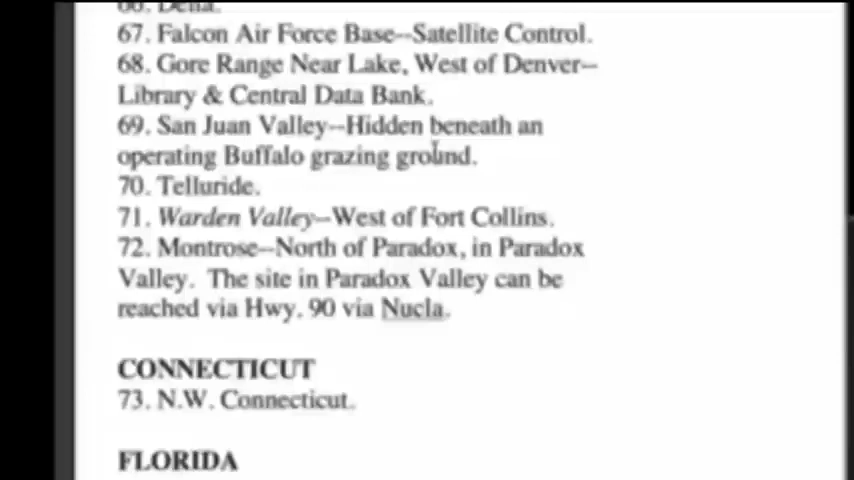 66. Delta.
67. Falcon Air Force Base--Satellite Control.
68. Gore Range Near Lake, West of Denver--
Library & Central Data Bank.
69. San Juan Valley--Hidden beneath an
operating Buffalo grazing ground.
70. Telluride.
71. Warden Valley--West of Fort Collins.
72. Montrose--North of Paradox, in Paradox
Valley.  The site in Paradox Valley can be
reached via Hwy. 90 via Nucla.
CONNECTICUT
73. N.W. Connecticut.
FLORIDA